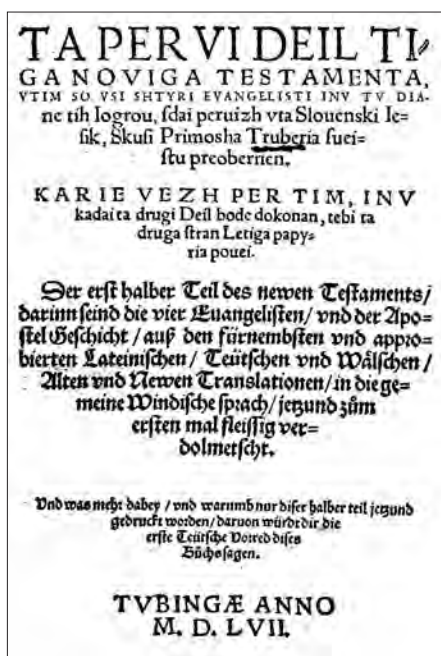 TA PERVI DEIL TI⸗
GA NOVIGA TESTAMENTA,
VTIM SO VSI SHTYRI EVANGELISTI INV TV DIA-
ne tih Iogrou, ſdai peruizh vta Slouenski Ie⸗
ſik, ſkuſi Primosha Truberia ſuei⸗
ſtu preobernen.
KAR IE VEZH PER TIM, INV
kadai ta drugi Deil bode dokonan, tebi ta
druga ſtran Letiga papy⸗
ria pouei.
Der erſt halber Teil des newen Teſtaments/
darinn ſeind die vier Euangeliſten/ vnd der Apo⸗
ſtel Geſchicht/ auß den fürnembſten vnd appro⸗
bierten Lateiniſchen/ Teütſchen vnd Wälſchen/
Alten vnd Newen Translationen/ in die ge⸗
meine Windiſche ſprach/ jetzund zům
erſten mal fleiſſig ver⸗
dolmetſcht.
Vnd was mehr dabey/ vnd warumb nur diſer halber teil jetzund
gedruckt worden/ daruon würdt dir die
erſte Teütſche Vorred diſes
Bůchs ſagen.
TVBINGÆ ANNO
M. D. LVII.